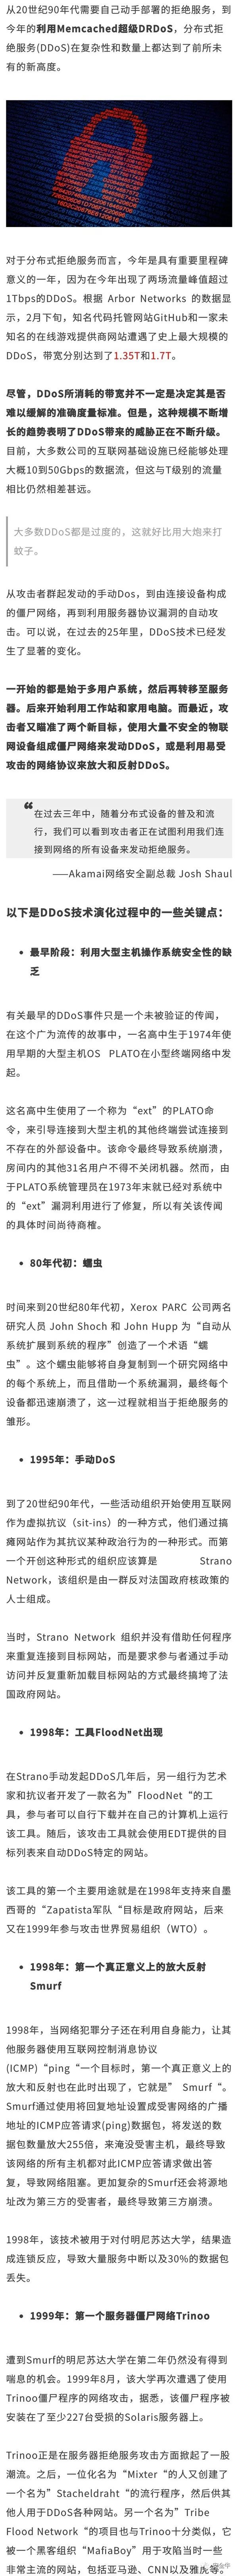 从20世纪90年代需要自己动手部署的拒绝服务，到
今年的利用Memcached超级DRDoS，分布式拒
绝服务(DDoS)在复杂性和数量上都达到了前所未
有的新高度。
对于分布式拒绝服务而言，今年是具有重要里程碑
意义的一年，因为在今年出现了两场流量峰值超过
1Tbps的DDoS。根据 Arbor Networks 的数据显
示，2月下旬，知名代码托管网站GitHub和一家未
知名的在线游戏提供商网站遭遇了史上最大规模的
DDoS，带宽分别达到了1.35T和1.7T。
尽管，DDoS所消耗的带宽并不一定是决定其是否
难以缓解的准确度量标准。但是，这种规模不断增
长的趋势表明了DDoS带来的威胁正在不断升级。
目前，大多数公司的互联网基础设施已经能够处理
大概10到50Gbps的数据流，但这与T级别的流量
相比仍然相差甚远。
大多数DDoS都是过度的，这就好比用大炮来打
蚊子。
从攻击者群起发动的手动Dos，到由连接设备构成
的僵尸网络，再到利用服务器协议漏洞的自动攻
击。可以说，在过去的25年里，DDoS技术已经发
生了显著的变化。
一开始的都是始于多用户系统，然后再转移至服务
器。后来开始利用工作站和家用电脑。而最近，攻
击者又瞄准了两个新目标，使用大量不安全的物联
网设备组成僵尸网络来发动DDoS，或是利用易受
攻击的网络协议来放大和反射DDoS。
❝在过去三年中，随着分布式设备的普及和流
行，我们可以看到攻击者正在试图利用我们连
接到网络的所有设备来发动拒绝服务。
——Akamai网络安全副总裁 Josh Shaul
以下是DDoS技术演化过程中的一些关键点：
• 最早阶段：利用大型主机操作系统安全性的缺
乏
有关最早的DDoS事件只是一个未被验证的传闻，
在这个广为流传的故事中，一名高中生于1974年使
用早期的大型主机OS PLATO在小型终端网络中发
起。
这名高中生使用了一个称为“ext”的PLATO命
令，来引导连接到大型主机的其他终端尝试连接到
不存在的外部设备中。该命令最终导致系统崩溃，
房间内的其他31名用户不得不关闭机器。然而，由
于PLATO系统管理员在1973年末就已经对系统中
的“ext”漏洞利用进行了修复，所以有关该传闻
的具体时间尚待商榷。
• 80年代初：蠕虫
时间来到20世纪80年代初，Xerox PARC 公司两名
研究人员 John Shoch 和 John Hupp 为“自动从
系统扩展到系统的程序”创造了一个术语“蠕
虫”。这个蠕虫能够将自身复制到一个研究网络中
的每个系统上，而且借助一个系统漏洞，最终每个
设备都迅速崩溃了，这一过程就相当于拒绝服务的
雏形。
• 1995年：手动DoS
到了20世纪90年代，一些活动组织开始使用互联网
作为虚拟抗议（sit-ins）的一种方式，他们通过搞
瘫网站作为其抗议某种政治行为的一种形式。而第
一个开创这种形式的组织应该算是 Strano
Network，该组织是由一群反对法国政府核政策的
人士组成。
当时，Strano Network 组织并没有借助任何程序
来重复连接到目标网站，而是要求参与者通过手动
访问并反复重新加载目标网站的方式最终搞垮了法
国政府网站。
• 1998年：工具FloodNet出现
在Strano手动发起DDoS几年后，另一组行为艺术
家和抗议者开发了一款名为”FloodNet“的工
具，参与者可以自行下载并在自己的计算机上运行
该工具。随后，该攻击工具就会使用EDT提供的目
标列表来自动DDoS特定的网站。
该工具的第一个主要用途就是在1998年支持来自墨
西哥的“Zapatista军队“目标是政府网站，后来
又在1999年参与攻击世界贸易组织（WTO）。
• 1998年：第一个真正意义上的放大反射
Smurf
1998年，当网络犯罪分子还在利用自身能力，让其
他服务器使用互联网控制消息协议
(ICMP)“ping“一个目标时，第一个真正意义上的
放大和反射也在此时出现了，它就是” Smurf “。
Smurf通过使用将回复地址设置成受害网络的广播
地址的ICMP应答请求(ping)数据包，将发送的数
据包数量放大255倍，来淹没受害主机，最终导致
该网络的所有主机都对此ICMP应答请求做出答
复，导致网络阻塞。更加复杂的Smurf还会将源地
址改为第三方的受害者，最终导致第三方崩溃。
1998年，该技术被用于对付明尼苏达大学，结果造
成连锁反应，导致大量服务中断以及30%的数据包
丢失。
• 1999年：第一个服务器僵尸网络Trinoo
遭到Smurf的明尼苏达大学在第二年仍然没有得到
喘息的机会。1999年8月，该大学再次遭遇了使用
Trinoo僵尸程序的网络攻击，据悉，该僵尸程序被
安装在了至少227台受损的Solaris服务器上。
Trinoo正是在服务器拒绝服务攻击方面掀起了一股
潮流。之后，一位化名为”Mixter“的人又创建了
一个名为”Stacheldraht“的流行程序，然后供其
他人用于DDoS各种网站。另一个名为”Tribe
Flood Network“的项目也与Trinoo十分类似，它
被一个黑客组织“MafiaBoy”用于攻陷当时一些
非常主流的网站，包括亚马逊、CNN以及雅虎等。